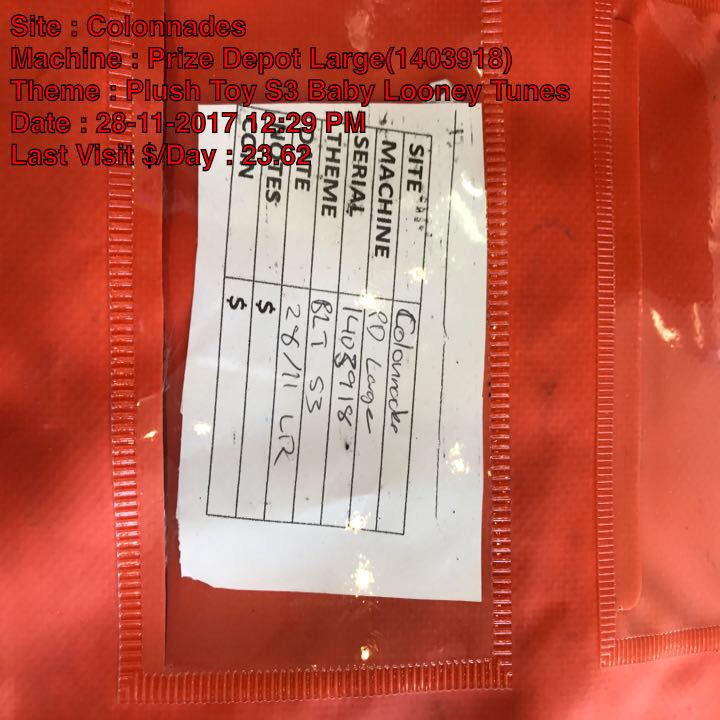 Site : Colonnades
Machine : Prize Depot Large(1403918)
Theme : Plush Toy S3 Baby Looney Tunes
Date : 28-11-2017 12:29 PM
Last Visit $/Day : 23.62
SITE Colonnades
MACHINE PD Large
SERIAL 1403918
THEME BLT S3
DATE 28/11 LR
NOTES $
COIN $